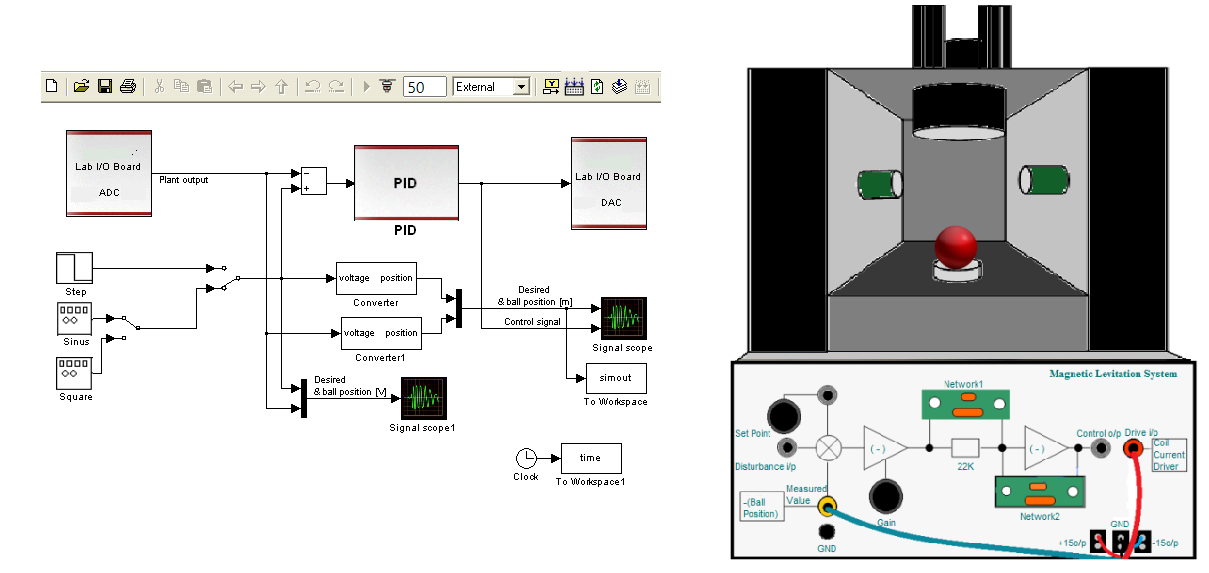 50
External
Lab I/O Board
ADC
Plant output
−
+
PID
PID
Lab I/O Board
DAC
Step
voltage position
Converter
Sinus
voltage position
Converter1
Square
Desired
& ball position [m]
Control signal
Signal scope
simout
To Workspace
Desired
& ball position [V]
Signal scope1
Clock
time
To Workspace1
Magnetic Levitation System
Network1
Set Point
Control o/p
Drive i/p
Coil
Current
Driver
(-)
22K
(-)
Disturbance i/p
Measured
Value
-(Ball
Position)
Gain
Network2
GND
GND
+15o/p
-15o/p